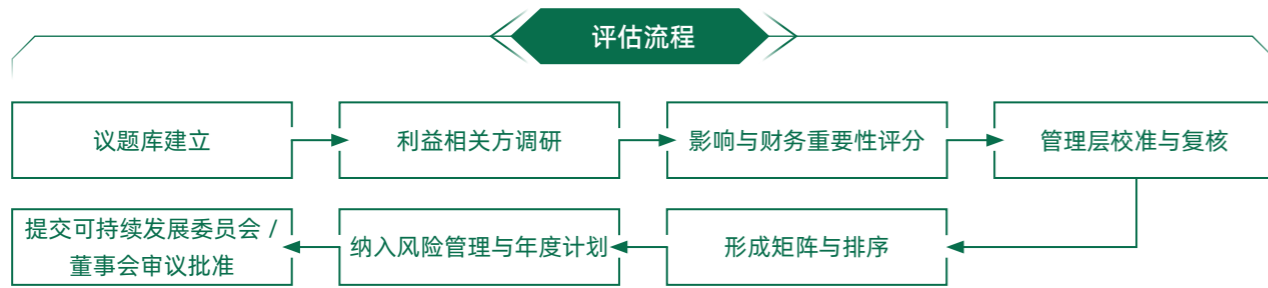 评估流程
议题库建立
利益相关方调研
影响与财务重要性评分
管理层校准与复核
形成矩阵与排序
纳入风险管理与年度计划
提交可持续发展委员会 /
董事会审议批准